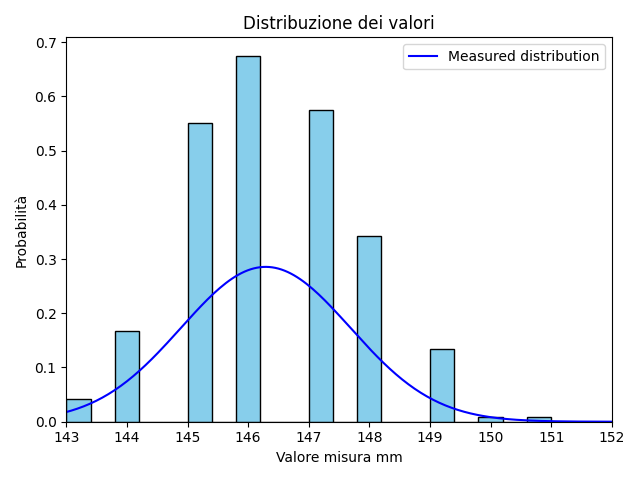 Distribuzione dei valori
Measured distribution
Probabilità
0.7
0.6
0.5
0.4
0.3
0.2
0.1
0.0
143 144 145 146 147 148 149 150 151 152
Valore misura mm